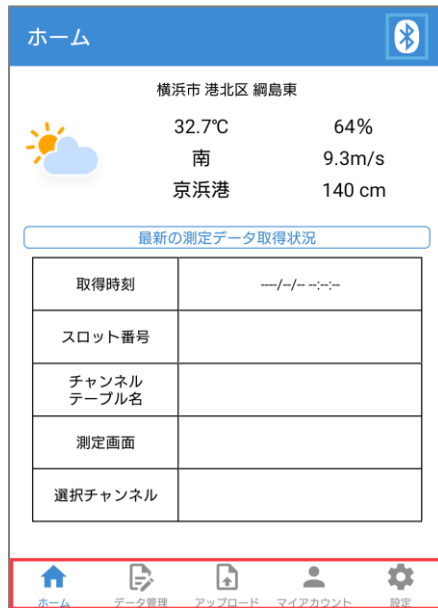 ホーム
横浜市 港北区 綱島東
32.7℃ 64%
南 9.3m/s
京浜港 140 cm
最新の測定データ取得状況
取得時刻 ----/--/-- --:--:--
スロット番号
チャンネル
テーブル名
測定画面
選択チャンネル
ホーム データ管理 アップロード マイアカウント 設定